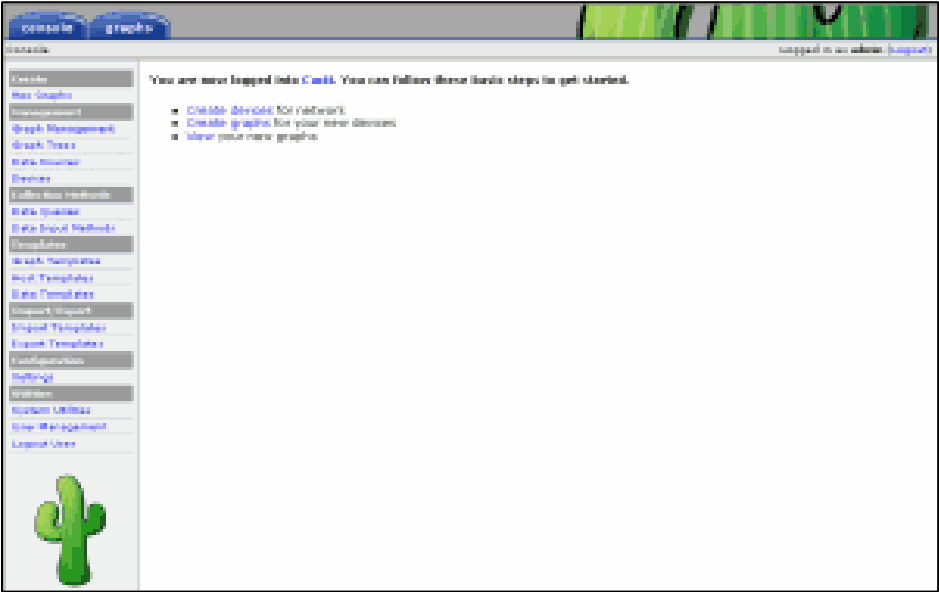 console graphs
Console Logged in as admin (Logout)
Create
New Graphs
Management
Graph Management
Graph Trees
Data Sources
Devices
Collection Methods
Data Queries
Data Input Methods
Templates
Graph Templates
Host Templates
Data Templates
Import/Export
Import Templates
Export Templates
Configuration
Settings
Utilities
System Utilities
User Management
Logout User
You are now logged into Cacti. You can follow these basic steps to get started.
Create devices for network
Create graphs for your new devices
View your new graphs